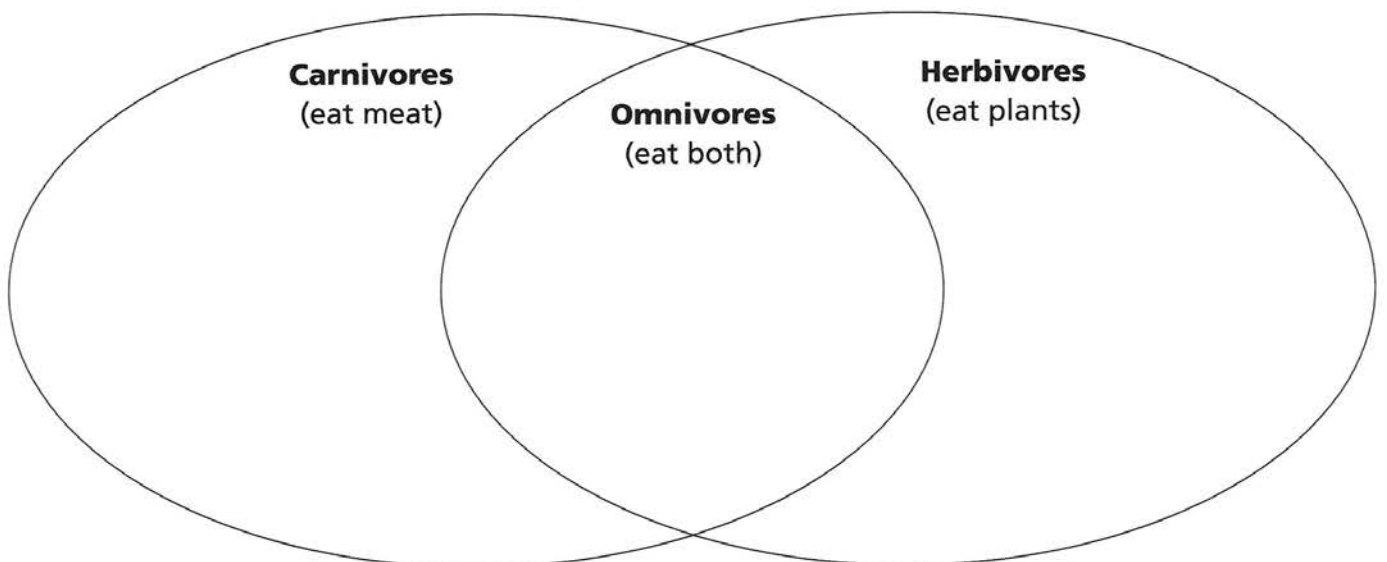 Carnivores
(eat meat)
Omnivores
(eat both)
Herbivores
(eat plants)